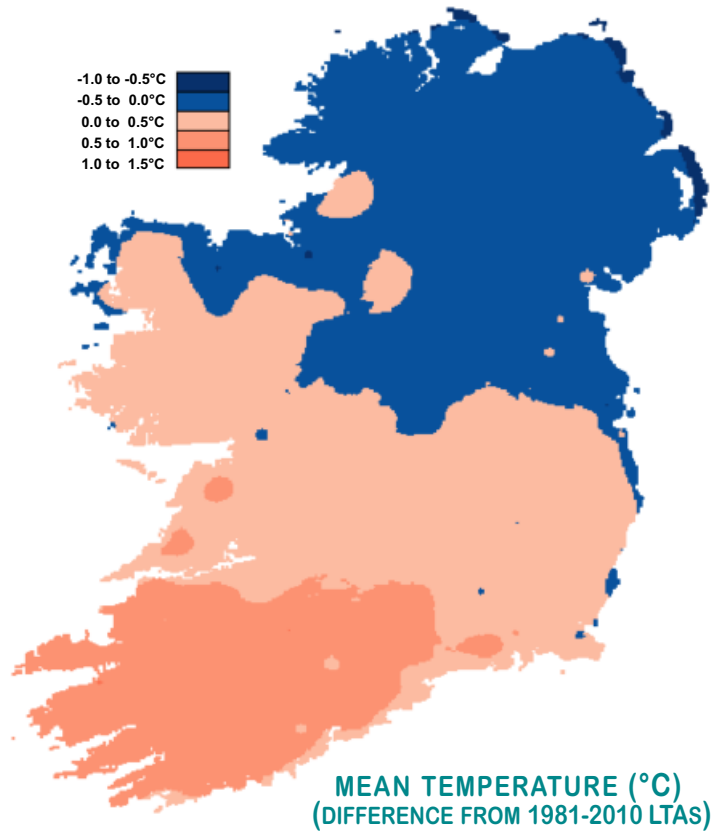 -1.0 to -0.5°C
-0.5 to 0.0°C
0.0 to 0.5°C
0.5 to 1.0°C
1.0 to 1.5°C
MEAN TEMPERATURE (°C)
(DIFFERENCE FROM 1981-2010 LTAs)